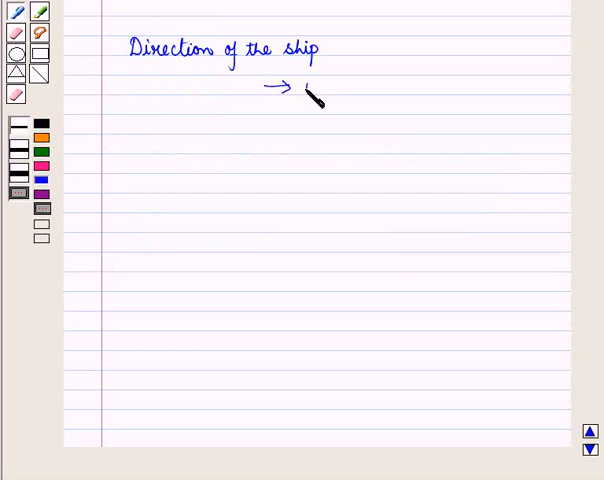 Direction of the ship
→